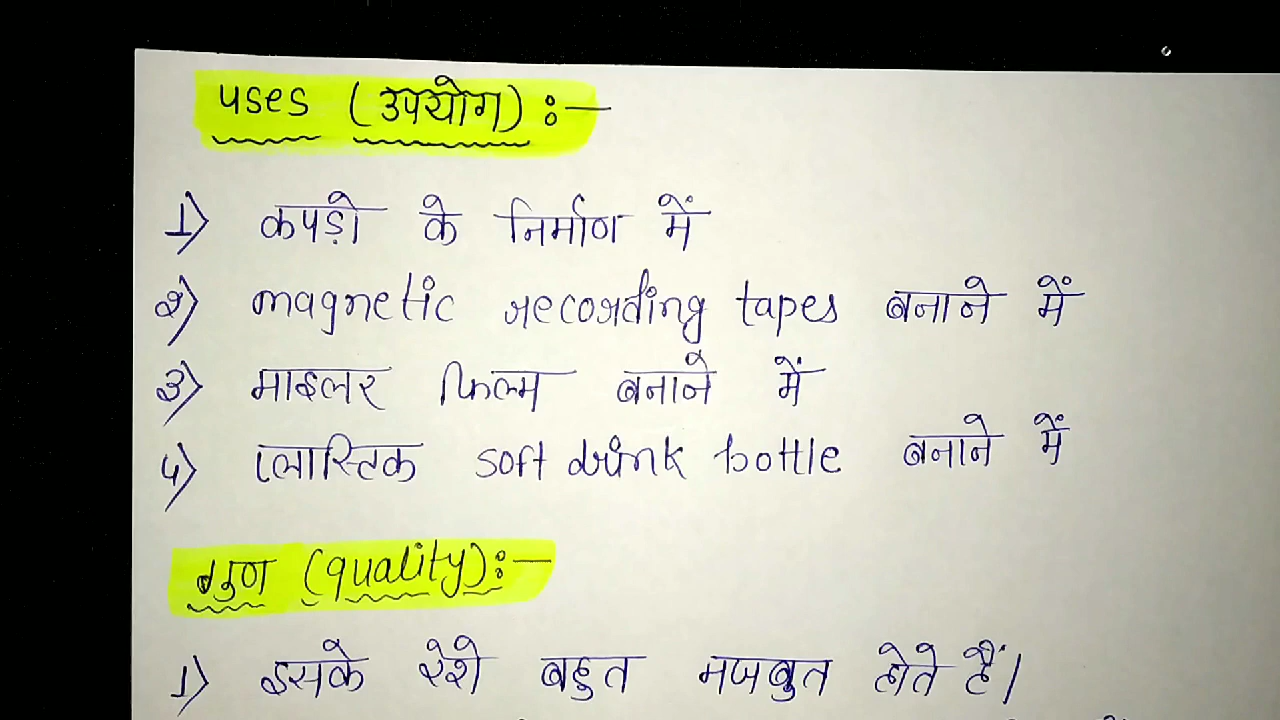 uses (उपयोग) :—
1) कपड़ो के निर्माण में
2) magnetic recording tapes बनाने में
3) माइलर फिल्म बनाने में
4) प्लास्टिक soft drink bottle बनाने में
गुण (quality) :—
1) इसके रेशे बहुत मजबुत होते हैं।